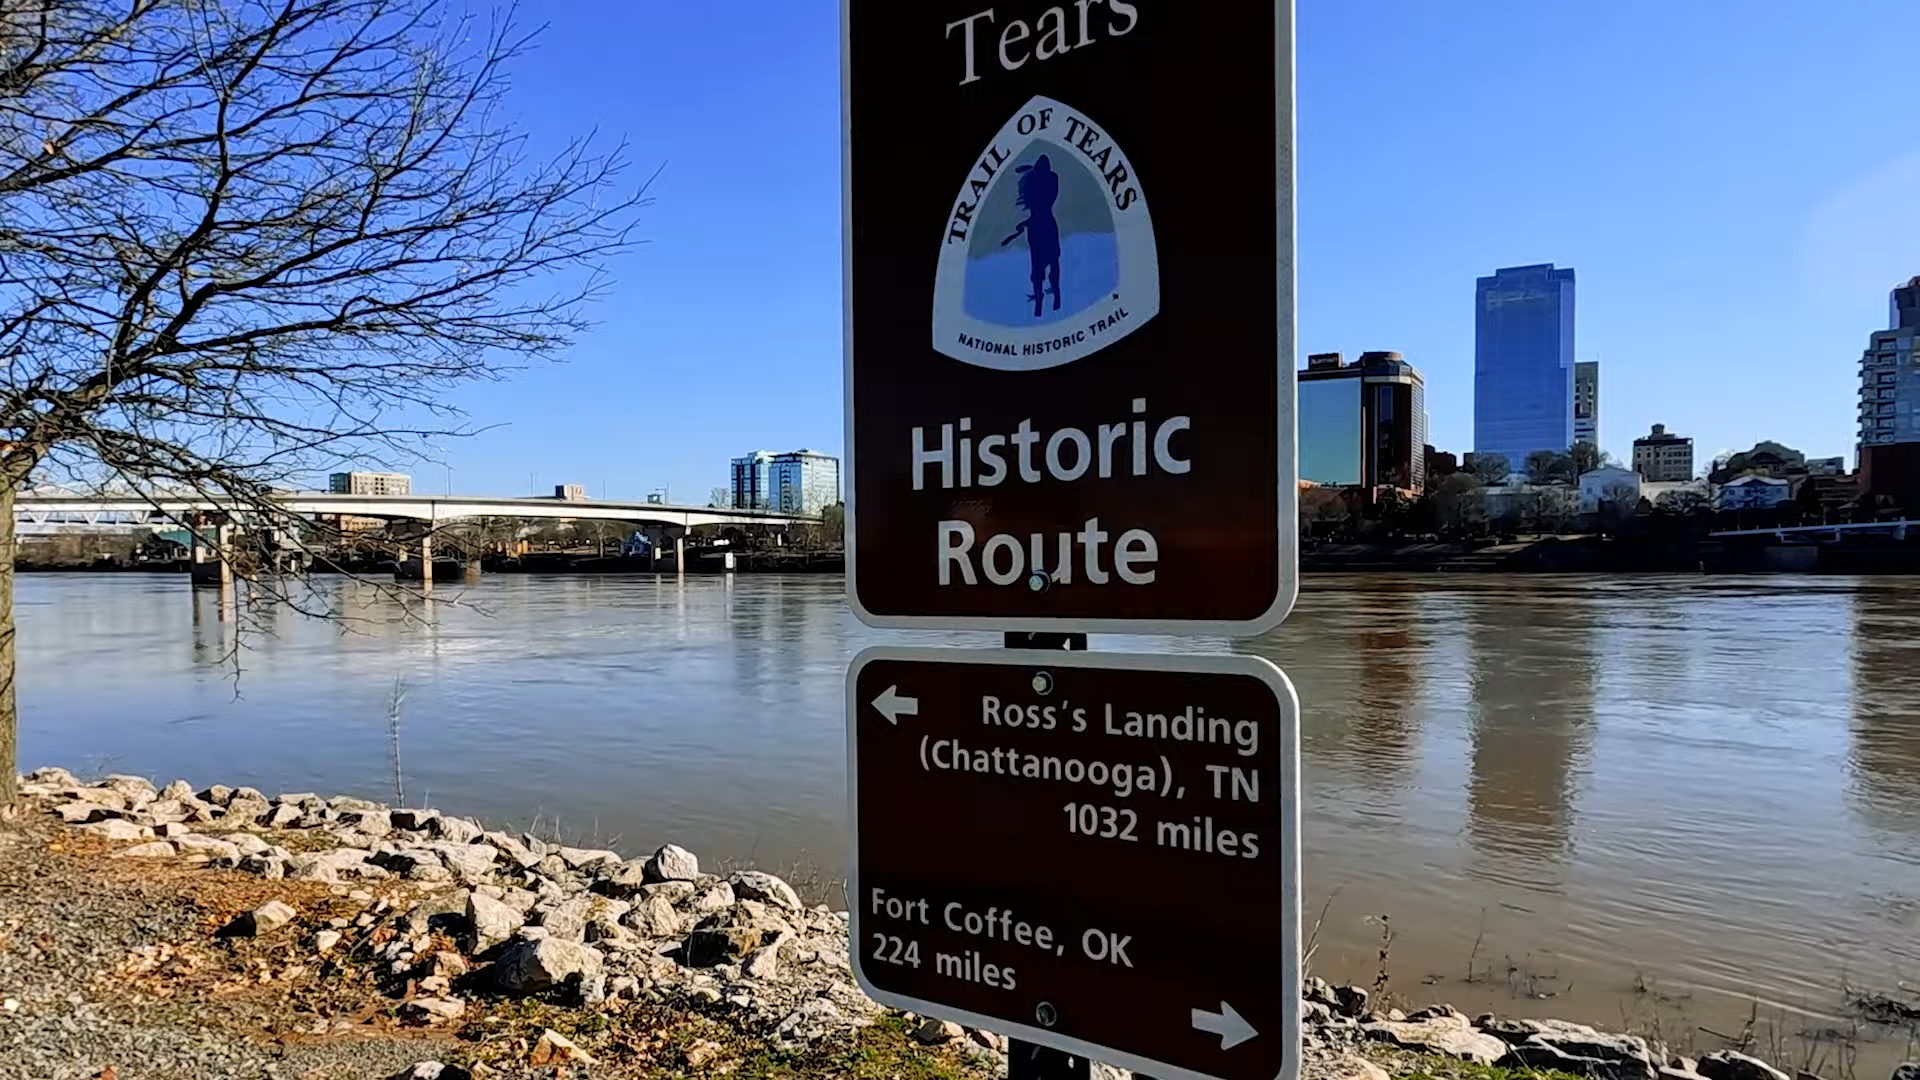 Tears
TRAIL OF TEARS
NATIONAL HISTORIC TRAIL
Historic
Route
Ross's Landing
(Chattanooga), TN
1032 miles
Fort Coffee, OK
224 miles